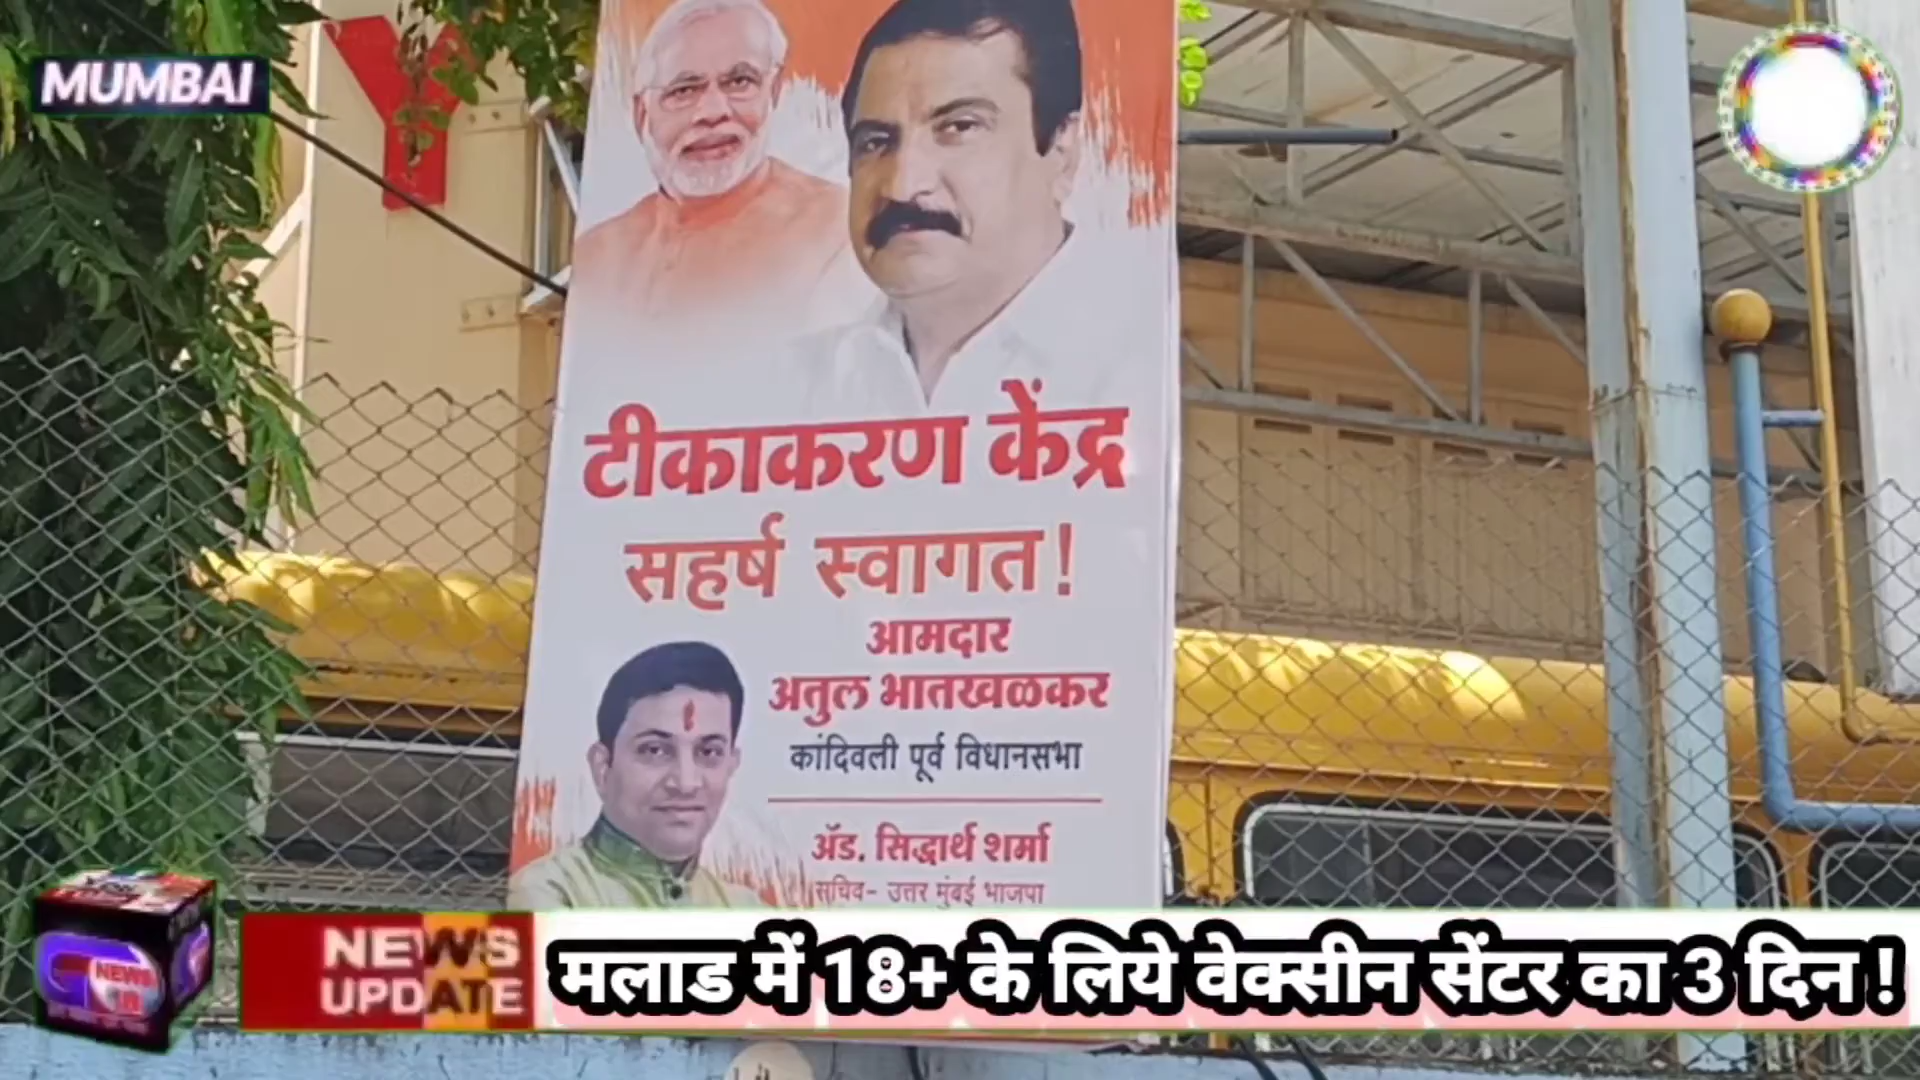 MUMBAI
Y
टीकाकरण केंद्र
सहर्ष स्वागत!
आमदार
अतुल भातखळकर
कांदिवली पूर्व विधानसभा
ॲड. सिद्धार्थ शर्मा
सचिव- उत्तर मुंबई भाजपा
NEWS
UPDATE
मलाड में 18+ के लिये वेक्सीन सेंटर का 3 दिन !
NEWS